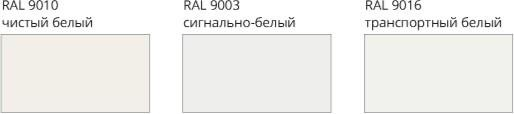 RAL 9010
чистый белый
RAL 9003
сигнально-белый
RAL 9016
транспортный белый